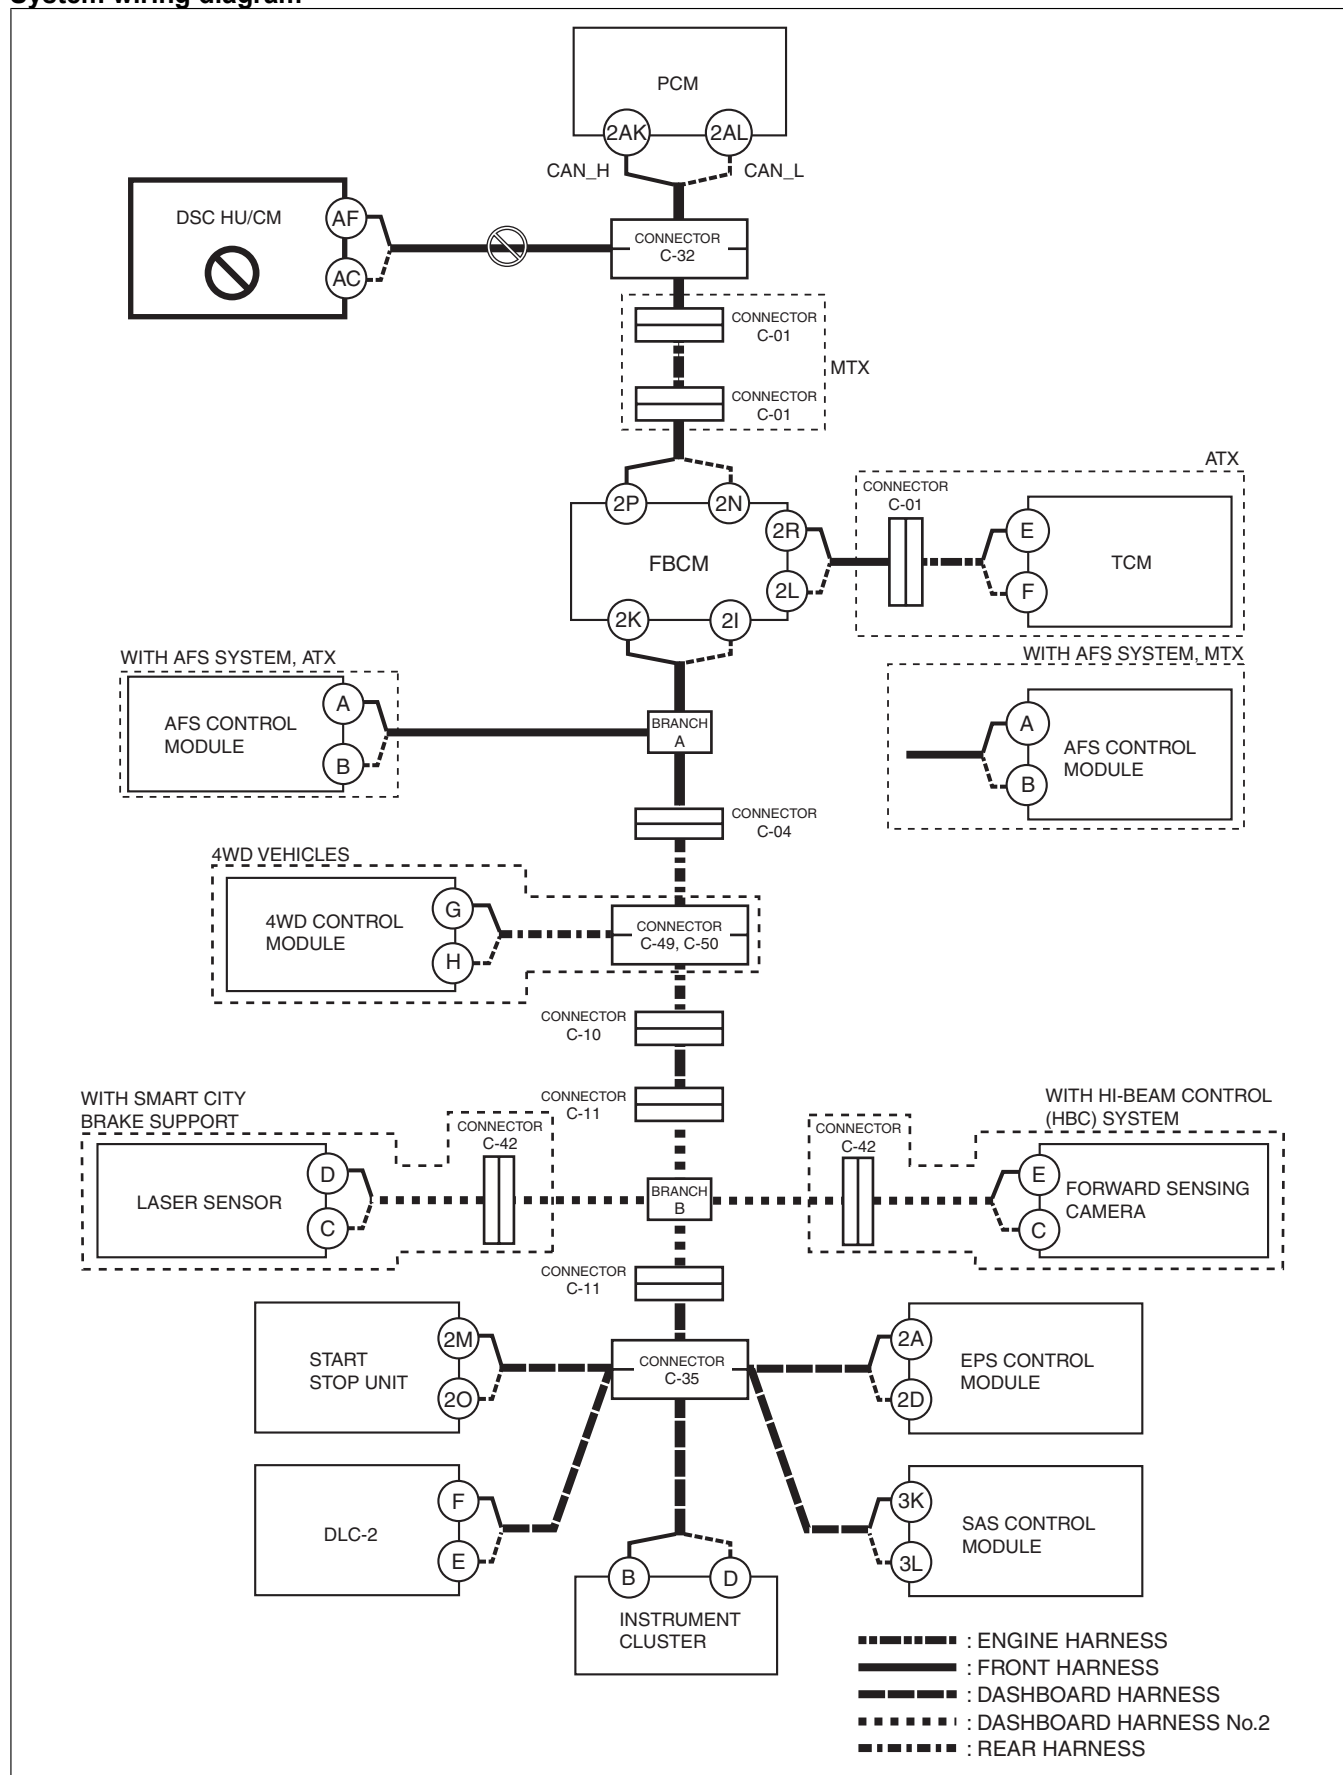 System wiring diagram
PCM
2AK
2AL
CAN_H
CAN_L
DSC HU/CM
AF
AC
CONNECTOR
C-32
CONNECTOR
C-01
MTX
CONNECTOR
C-01
2P
2N
FBCM
2R
2L
2K
2I
ATX
CONNECTOR
C-01
E
F
TCM
WITH AFS SYSTEM, ATX
AFS CONTROL
MODULE
A
B
BRANCH
A
WITH AFS SYSTEM, MTX
A
B
AFS CONTROL
MODULE
CONNECTOR
C-04
4WD VEHICLES
4WD CONTROL
MODULE
G
H
CONNECTOR
C-49, C-50
CONNECTOR
C-10
CONNECTOR
C-11
WITH SMART CITY
BRAKE SUPPORT
LASER SENSOR
D
C
CONNECTOR
C-42
BRANCH
B
WITH HI-BEAM CONTROL
(HBC) SYSTEM
CONNECTOR
C-42
E
C
FORWARD SENSING
CAMERA
CONNECTOR
C-11
START
STOP UNIT
2M
2O
CONNECTOR
C-35
2A
2D
EPS CONTROL
MODULE
DLC-2
F
E
3K
3L
SAS CONTROL
MODULE
B
D
INSTRUMENT
CLUSTER
: ENGINE HARNESS
: FRONT HARNESS
: DASHBOARD HARNESS
: DASHBOARD HARNESS No.2
: REAR HARNESS